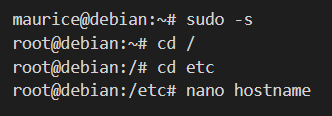 maurice@debian:~# sudo -s
root@debian:~# cd /
root@debian:/# cd etc
root@debian:/etc# nano hostname